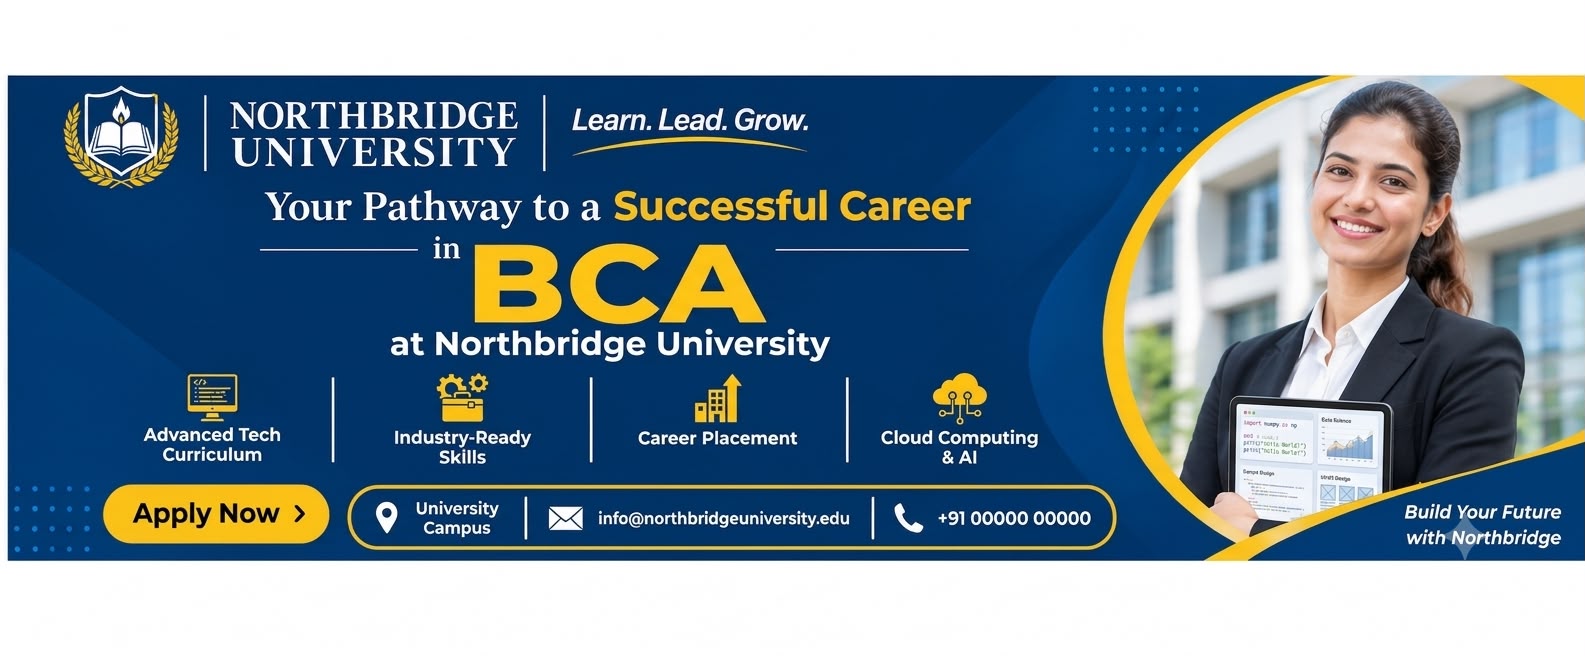 NORTHBRIDGE
UNIVERSITY
Learn. Lead. Grow.
Your Pathway to a Successful Career
in BCA
at Northbridge University
Advanced Tech
Curriculum
Industry-Ready
Skills
Career Placement
Cloud Computing
& AI
Apply Now
University
Campus
info@northbridgeuniversity.edu
+91 00000 00000
Build Your Future
with Northbridge